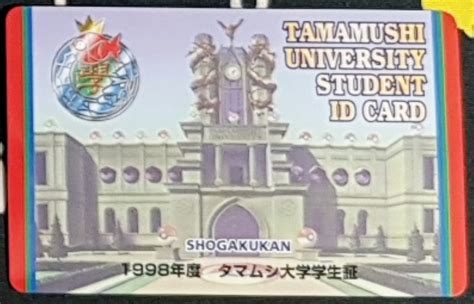 學
TAMAMUSHI
UNIVERSITY
STUDENT
ID CARD
SHOGAKUKAN
1998年度 タマムシ大学学生証